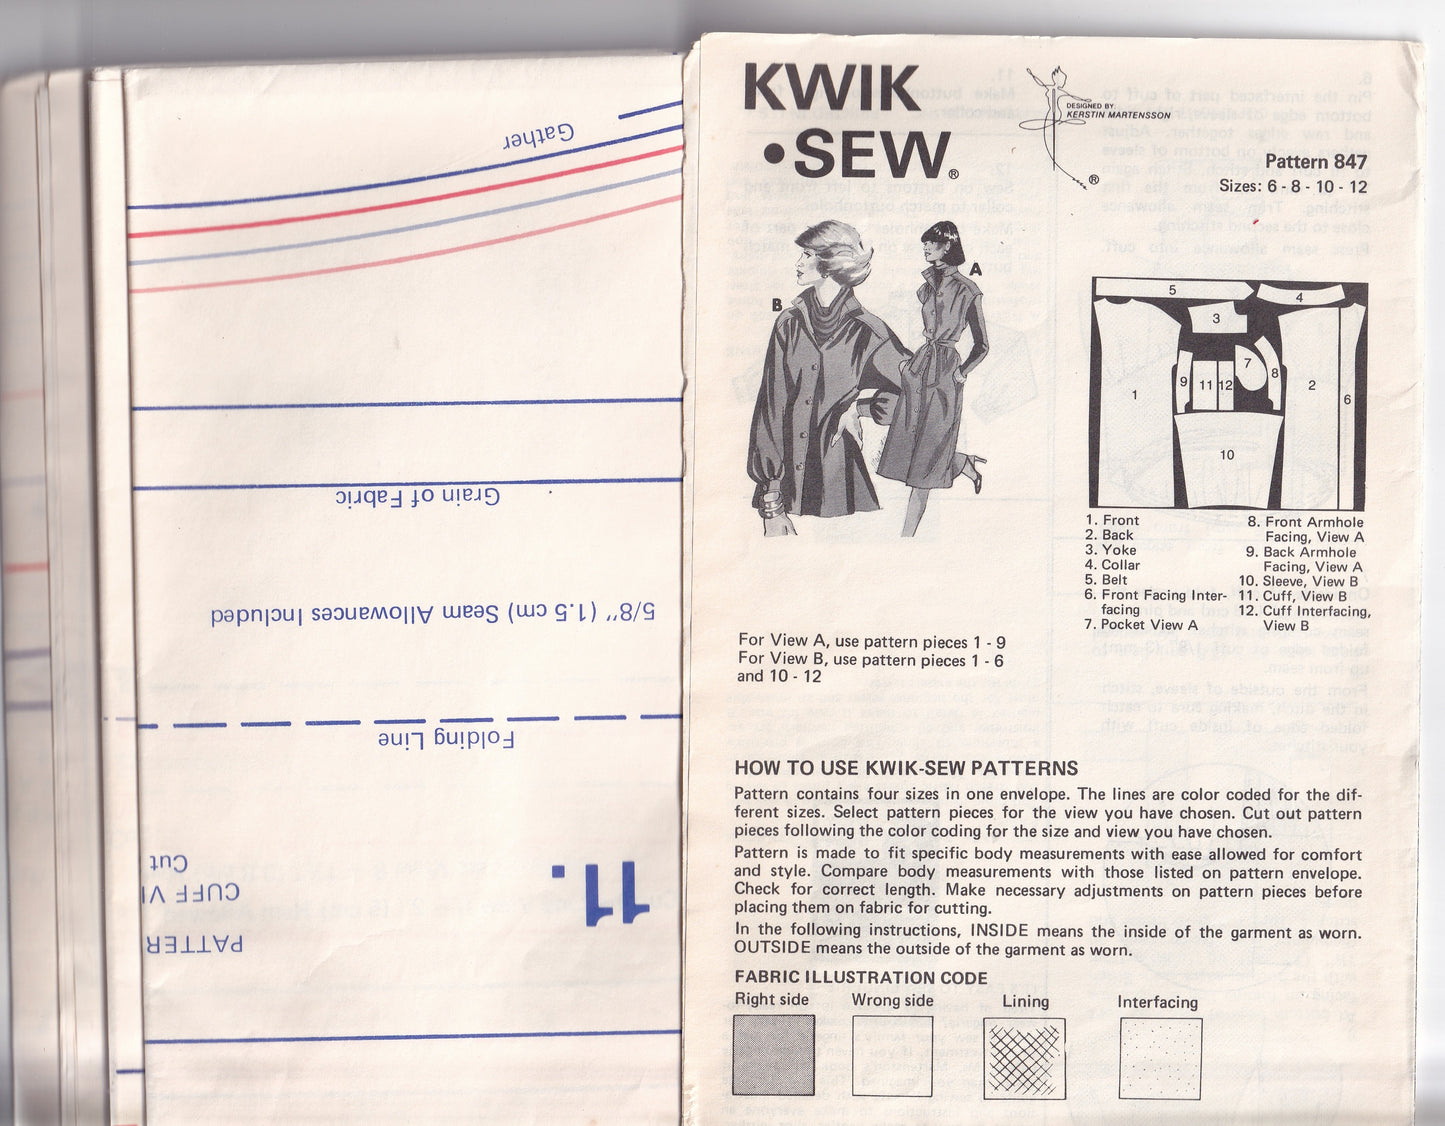 Gather
Grain of Fabric
5/8" (1.5 cm) Seam Allowances Included
Folding Line
11.
Cut
CUFF VI
PATTER
KWIK
•SEW®
DESIGNED BY:
KERSTIN MARTENSSON
®
Pattern 847
Sizes: 6 - 8 - 10 - 12
A
B
5
4
3
7
8
9
11
12
1
2
6
10
1. Front
2. Back
3. Yoke
4. Collar
5. Belt
6. Front Facing Inter-
facing
7. Pocket View A
8. Front Armhole
Facing, View A
9. Back Armhole
Facing, View A
10. Sleeve, View B
11. Cuff, View B
12. Cuff Interfacing,
View B
For View A, use pattern pieces 1 - 9
For View B, use pattern pieces 1 - 6
and 10 - 12
HOW TO USE KWIK-SEW PATTERNS
Pattern contains four sizes in one envelope. The lines are color coded for the dif-
ferent sizes. Select pattern pieces for the view you have chosen. Cut out pattern
pieces following the color coding for the size and view you have chosen.
Pattern is made to fit specific body measurements with ease allowed for comfort
and style. Compare body measurements with those listed on pattern envelope.
Check for correct length. Make necessary adjustments on pattern pieces before
placing them on fabric for cutting.
In the following instructions, INSIDE means the inside of the garment as worn.
OUTSIDE means the outside of the garment as worn.
FABRIC ILLUSTRATION CODE
Right side
Wrong side
Lining
Interfacing